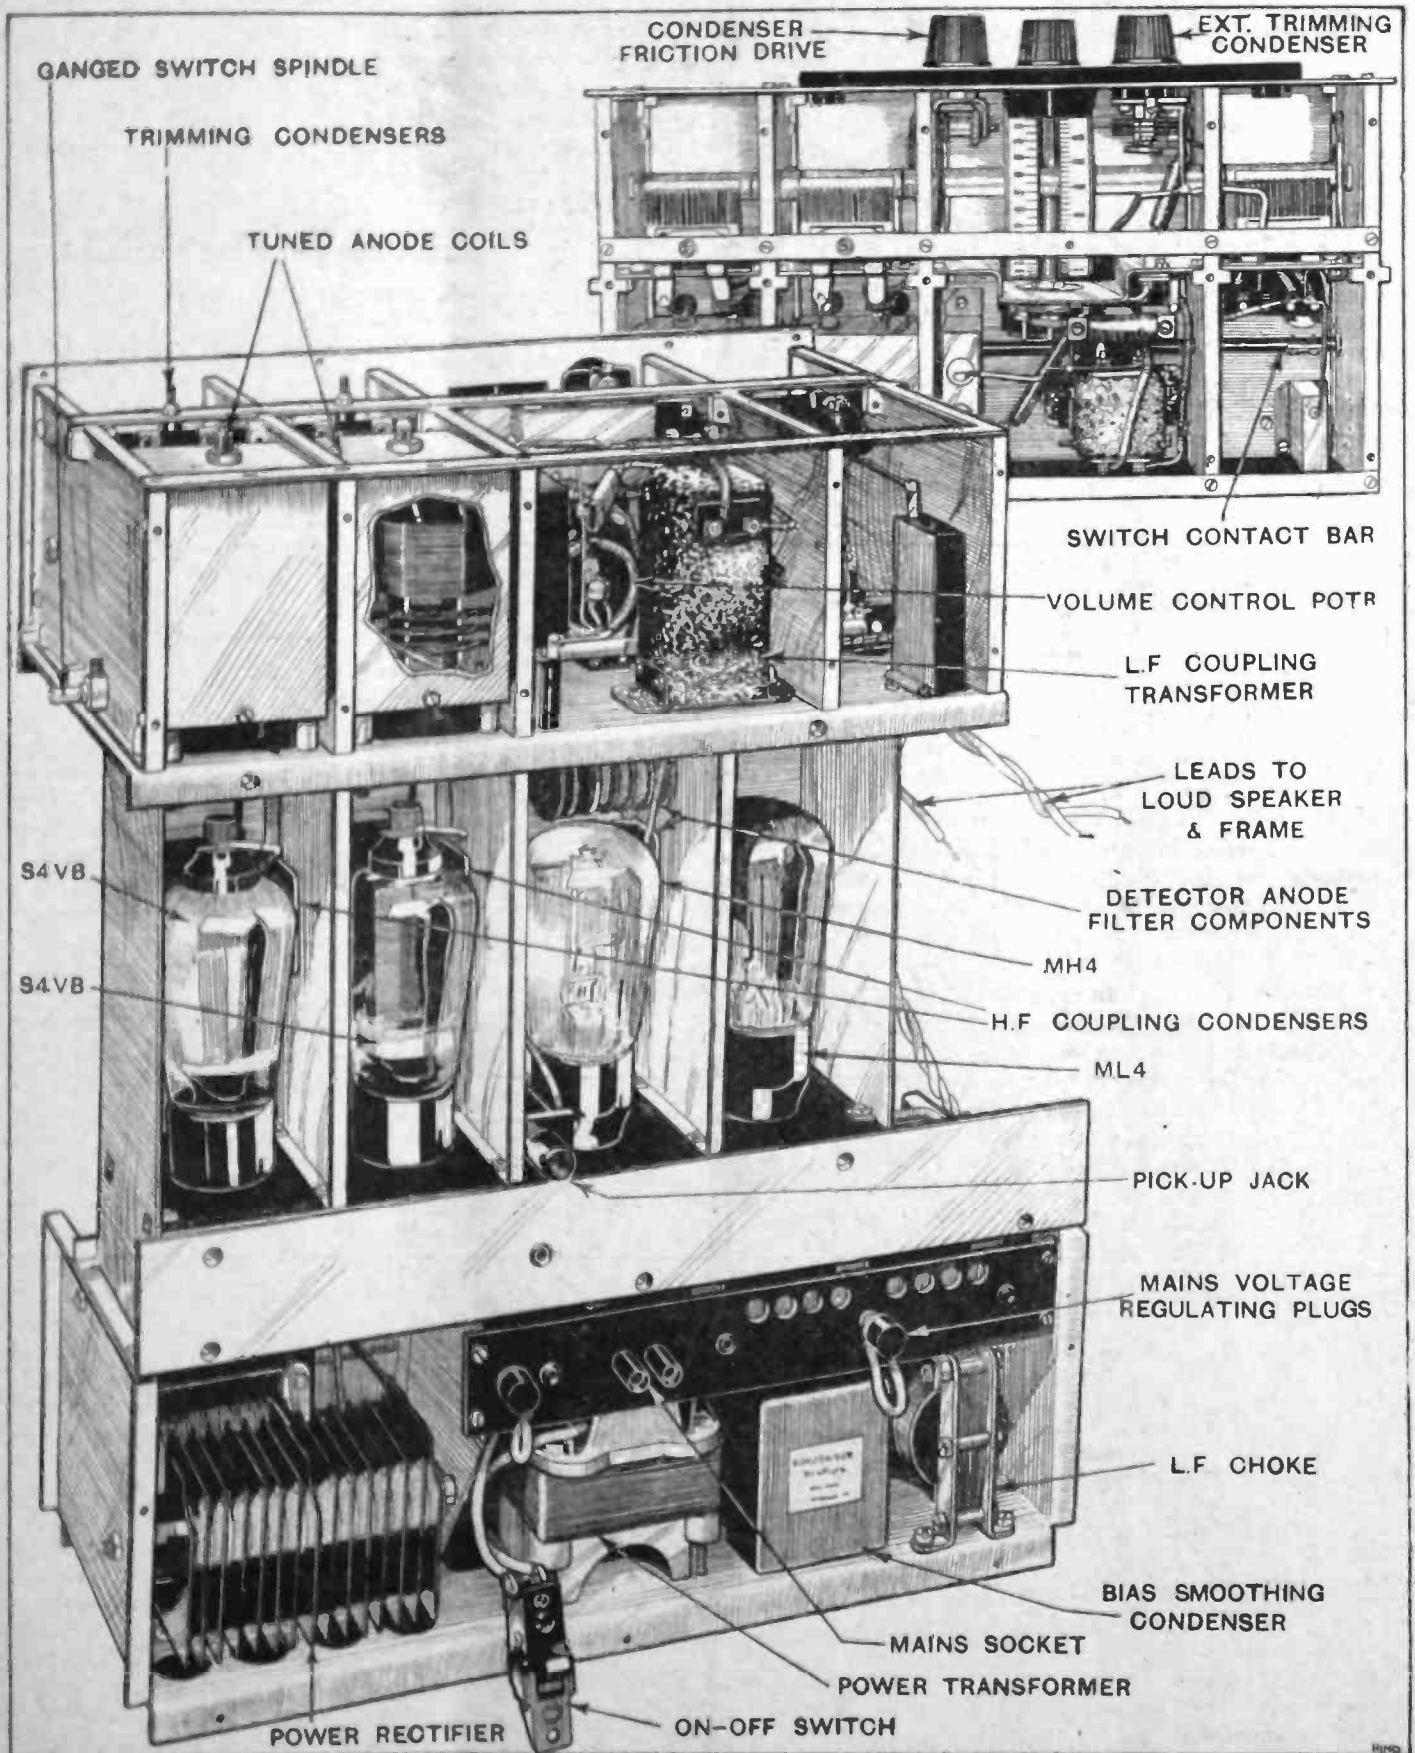 CONDENSER
FRICTION DRIVE
EXT. TRIMMING
CONDENSER
GANGED SWITCH SPINDLE
TRIMMING CONDENSERS
TUNED ANODE COILS
SWITCH CONTACT BAR
VOLUME CONTROL POTR
L.F COUPLING
TRANSFORMER
LEADS TO
LOUD SPEAKER
& FRAME
S4VB
DETECTOR ANODE
FILTER COMPONENTS
MH4
S4VB
H.F COUPLING CONDENSERS
ML4
PICK-UP JACK
MAINS VOLTAGE
REGULATING PLUGS
L.F CHOKE
BIAS SMOOTHING
CONDENSER
MAINS SOCKET
POWER TRANSFORMER
ON-OFF SWITCH
POWER RECTIFIER